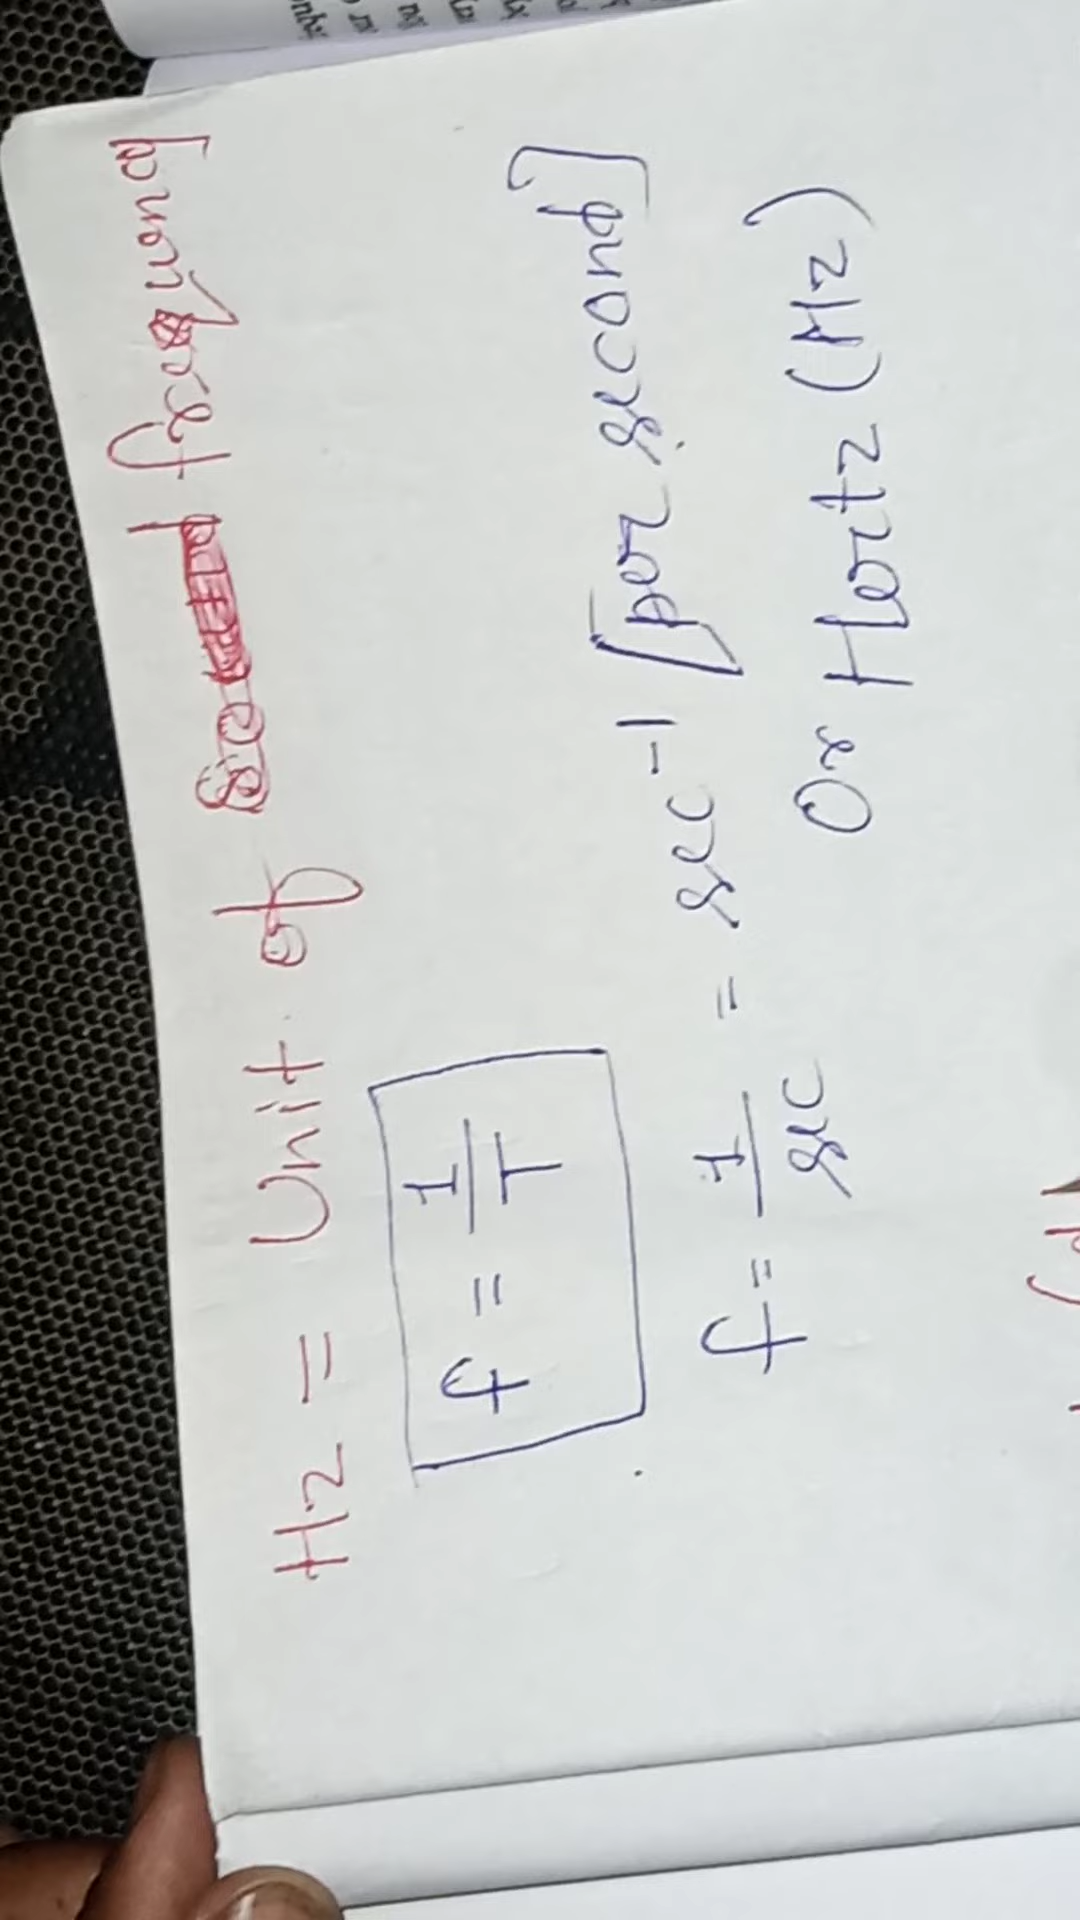 Hz = Unit of frequency
f = 1/T
f = 1/sec = sec⁻¹ [per second]
Or Hertz (Hz)